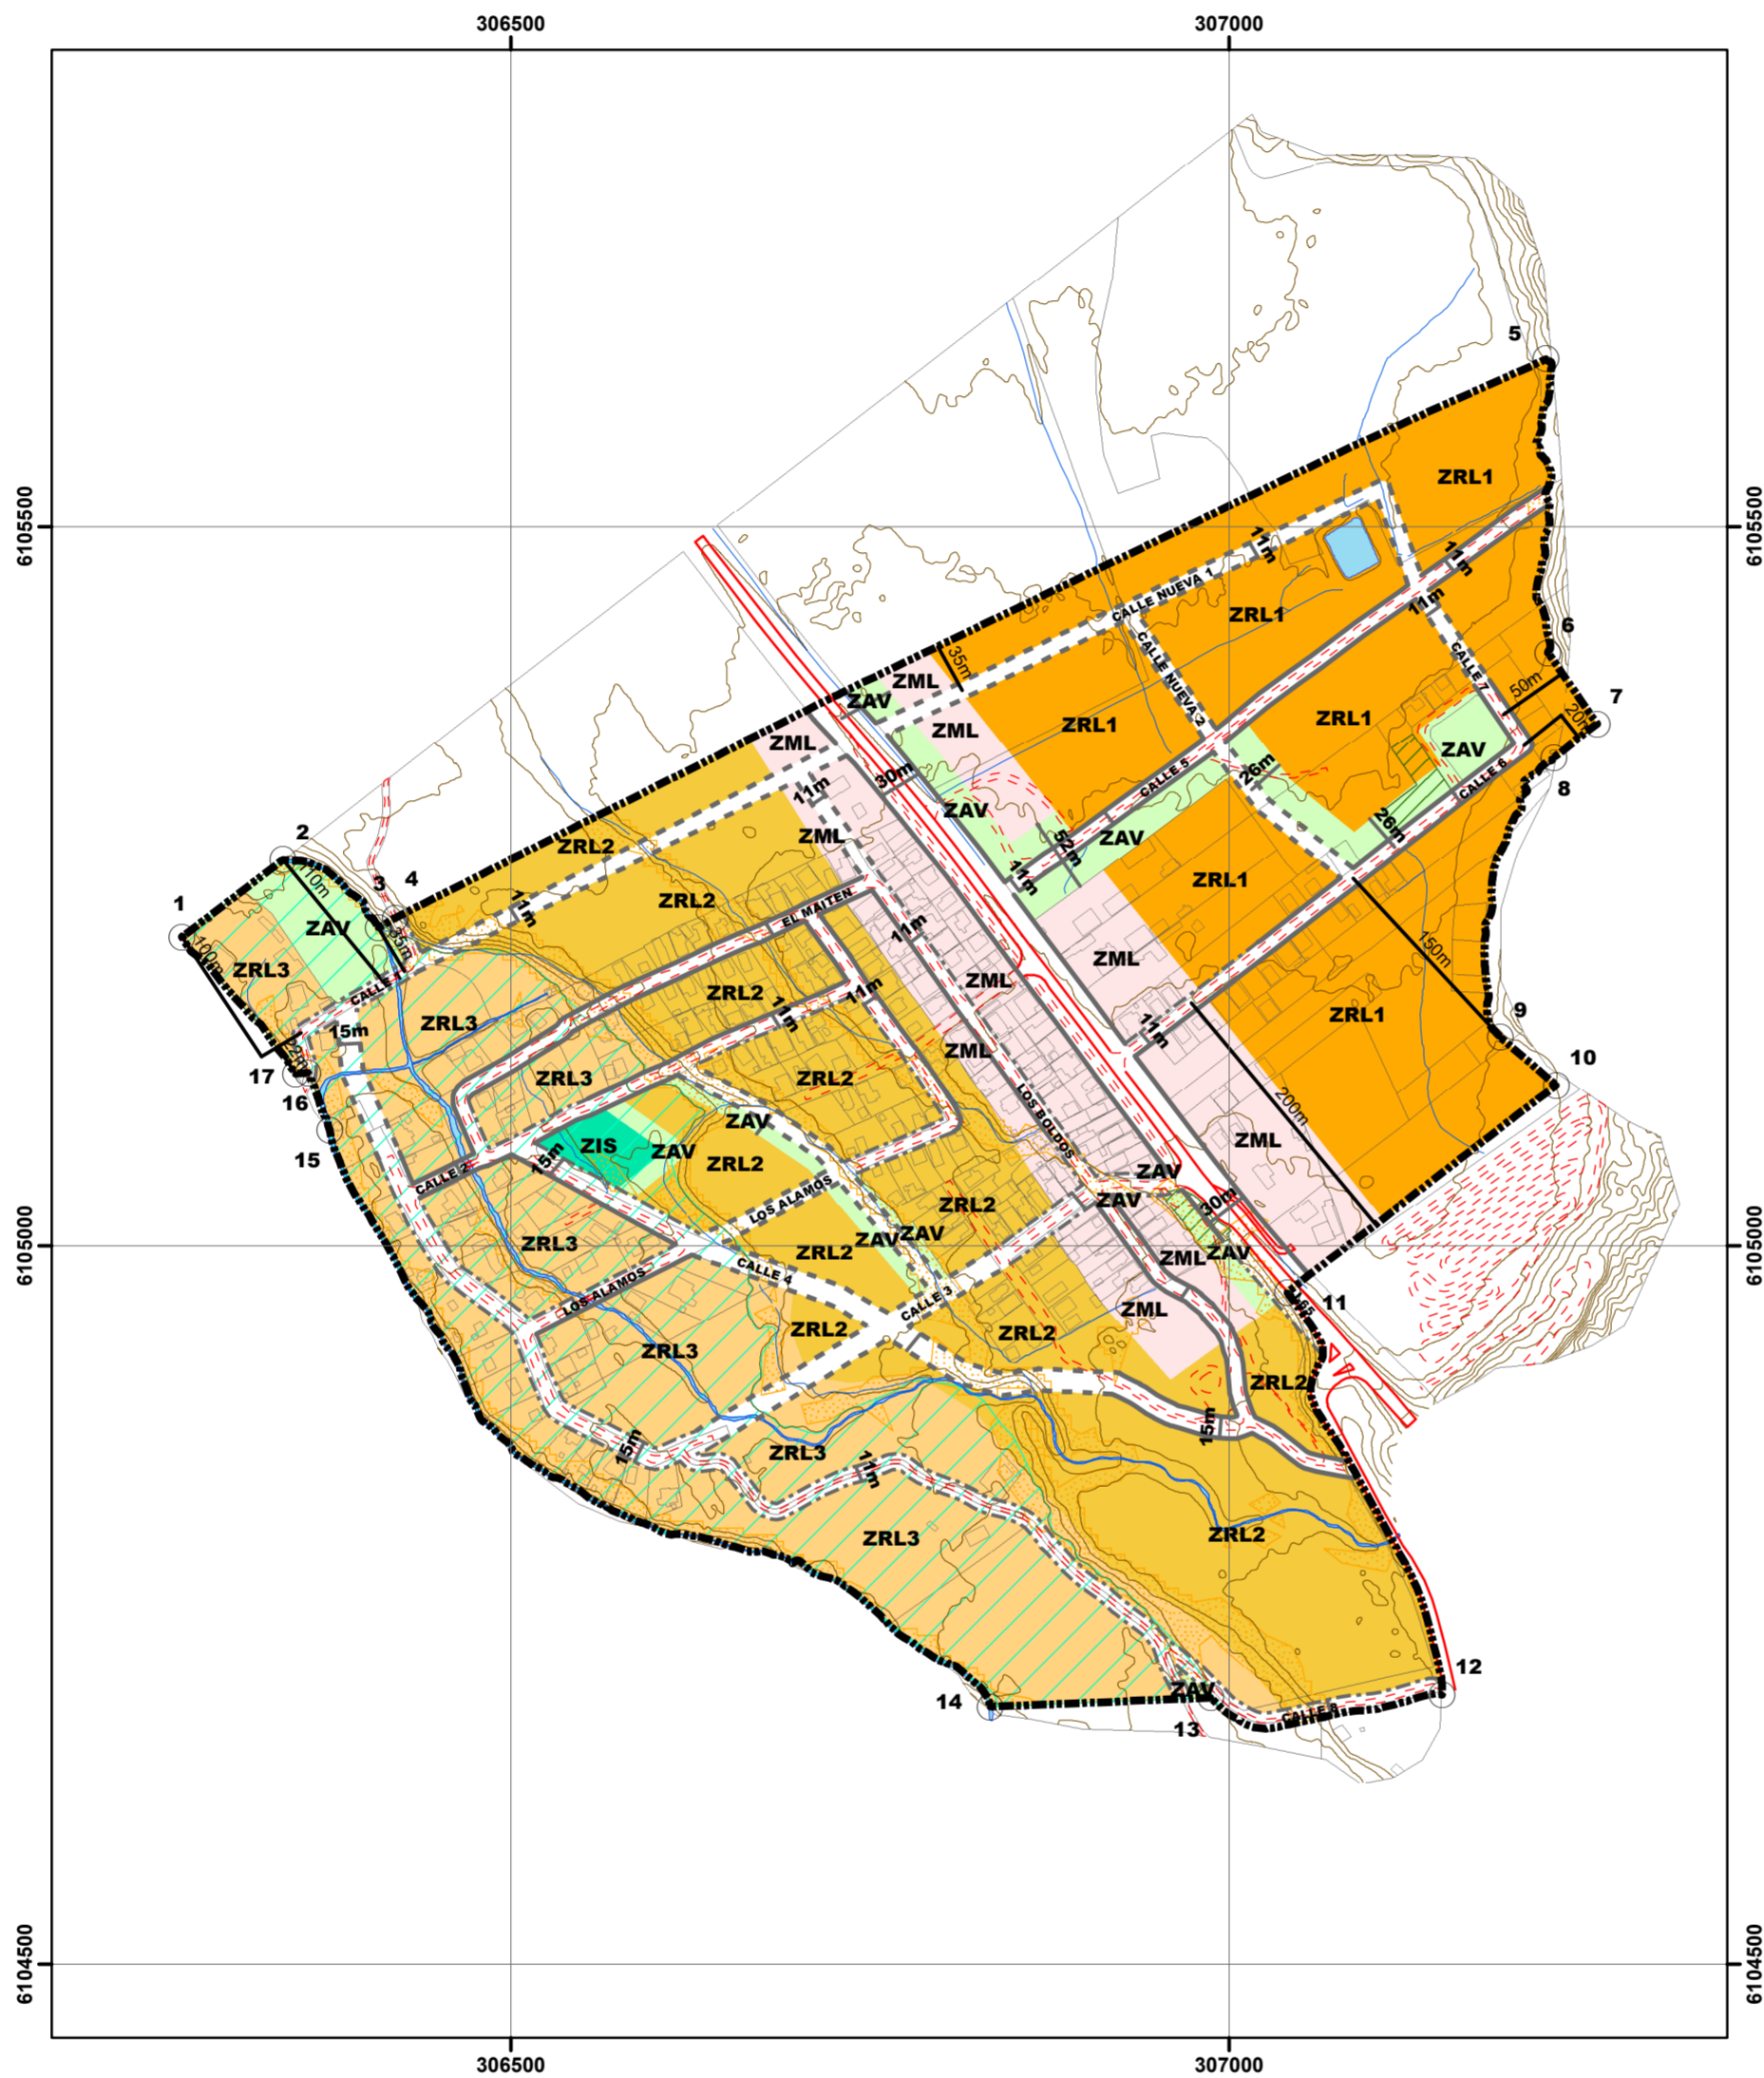 306500
307000
5
ZRL1
6105500
6105500
11m
11m
CALLE NUEVA 1
11m
ZRL1
6
CALLE NUEVA 2
35m
CALLE 7
ZML
50m
ZAV
7
20m
ZML
ZRL1
ZRL1
ZML
ZAV
30m
26m
CALLE 5
CALLE 6
8
11m
ZAV
26m
ZML
ZAV
52m
2
ZRL2
11m
ZRL1
110m
3
4
ZRL2
EL MAITEN
1
11m
11m
ZAV
35m
150m
100m
ZRL3
ZML
CALLE 1
ZML
ZRL2
11m
11m
ZRL1
9
15m
ZRL3
11m
ZML
17
ZRL3
ZRL2
10
16
LOS BOLDOS
200m
ZAV
ZML
ZIS
ZAV
15m
15
ZRL2
ZAV
CALLE 2
LOS ALAMOS
ZAV
30m
ZRL2
ZRL3
ZAV
ZAV
ZRL2
ZML
ZAV
6105000
6105000
CALLE 4
LOS ALAMOS
CALLE 3
ZML
11
ZRL2
ZRL2
ZRL3
ZRL2
15m
15m
ZRL3
11m
ZRL3
ZRL2
12
ZAV
14
CALLE 8
13
6104500
6104500
306500
307000